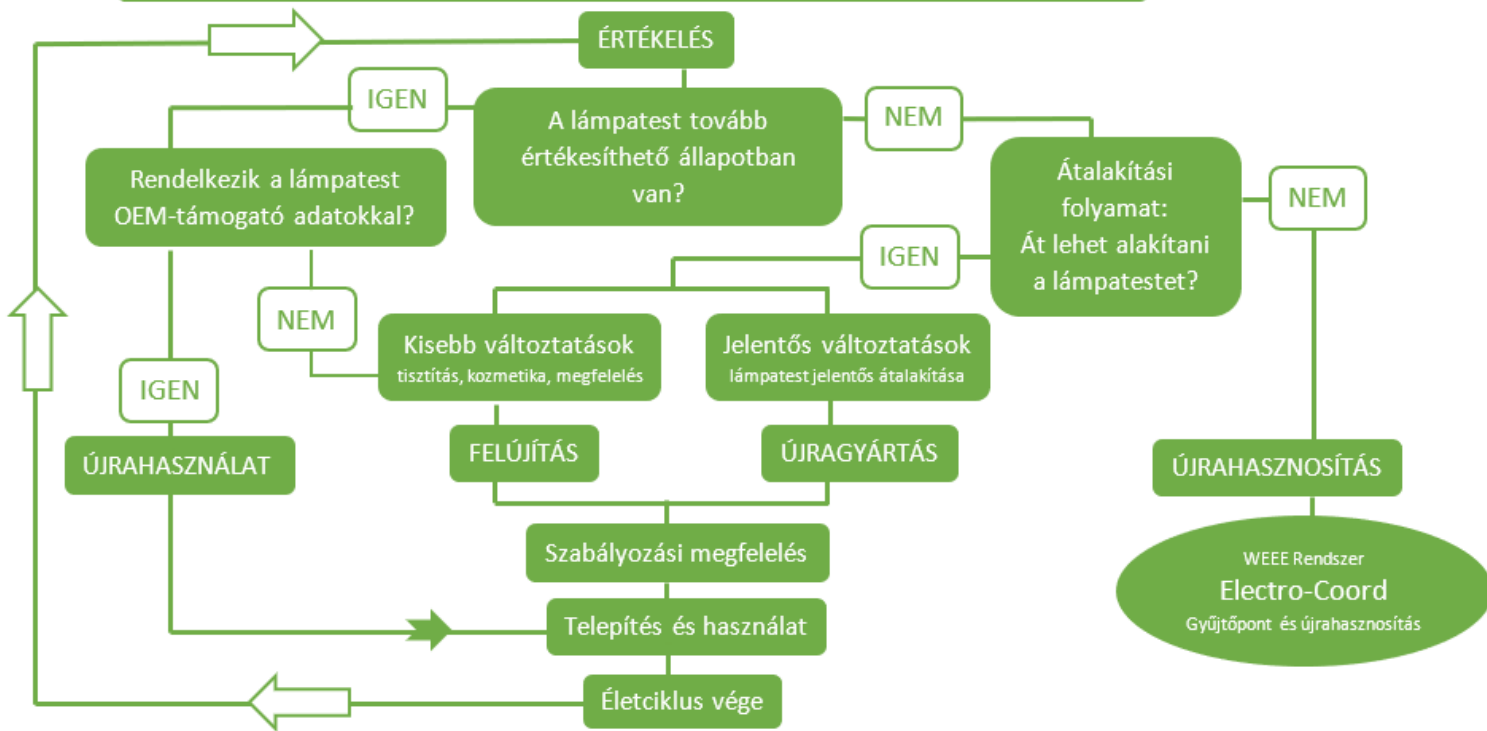 ÉRTÉKELÉS
IGEN
A lámpatest tovább
értékesíthető állapotban
van?
NEM
Rendelkezik a lámpatest
OEM-támogató adatokkal?
Átalakítási
folyamat:
Át lehet alakítani
a lámpatestet?
NEM
IGEN
NEM
Kisebb változtatások
tisztítás, kozmetika, megfelelés
Jelentős változtatások
lámpatest jelentős átalakítása
IGEN
ÚJRAHASZNÁLAT
FELÚJÍTÁS
ÚJRAGYÁRTÁS
ÚJRAHASZNOSÍTÁS
Szabályozási megfelelés
WEEE Rendszer
Electro-Coord
Gyűjtőpont és újrahasznosítás
Telepítés és használat
Életciklus vége